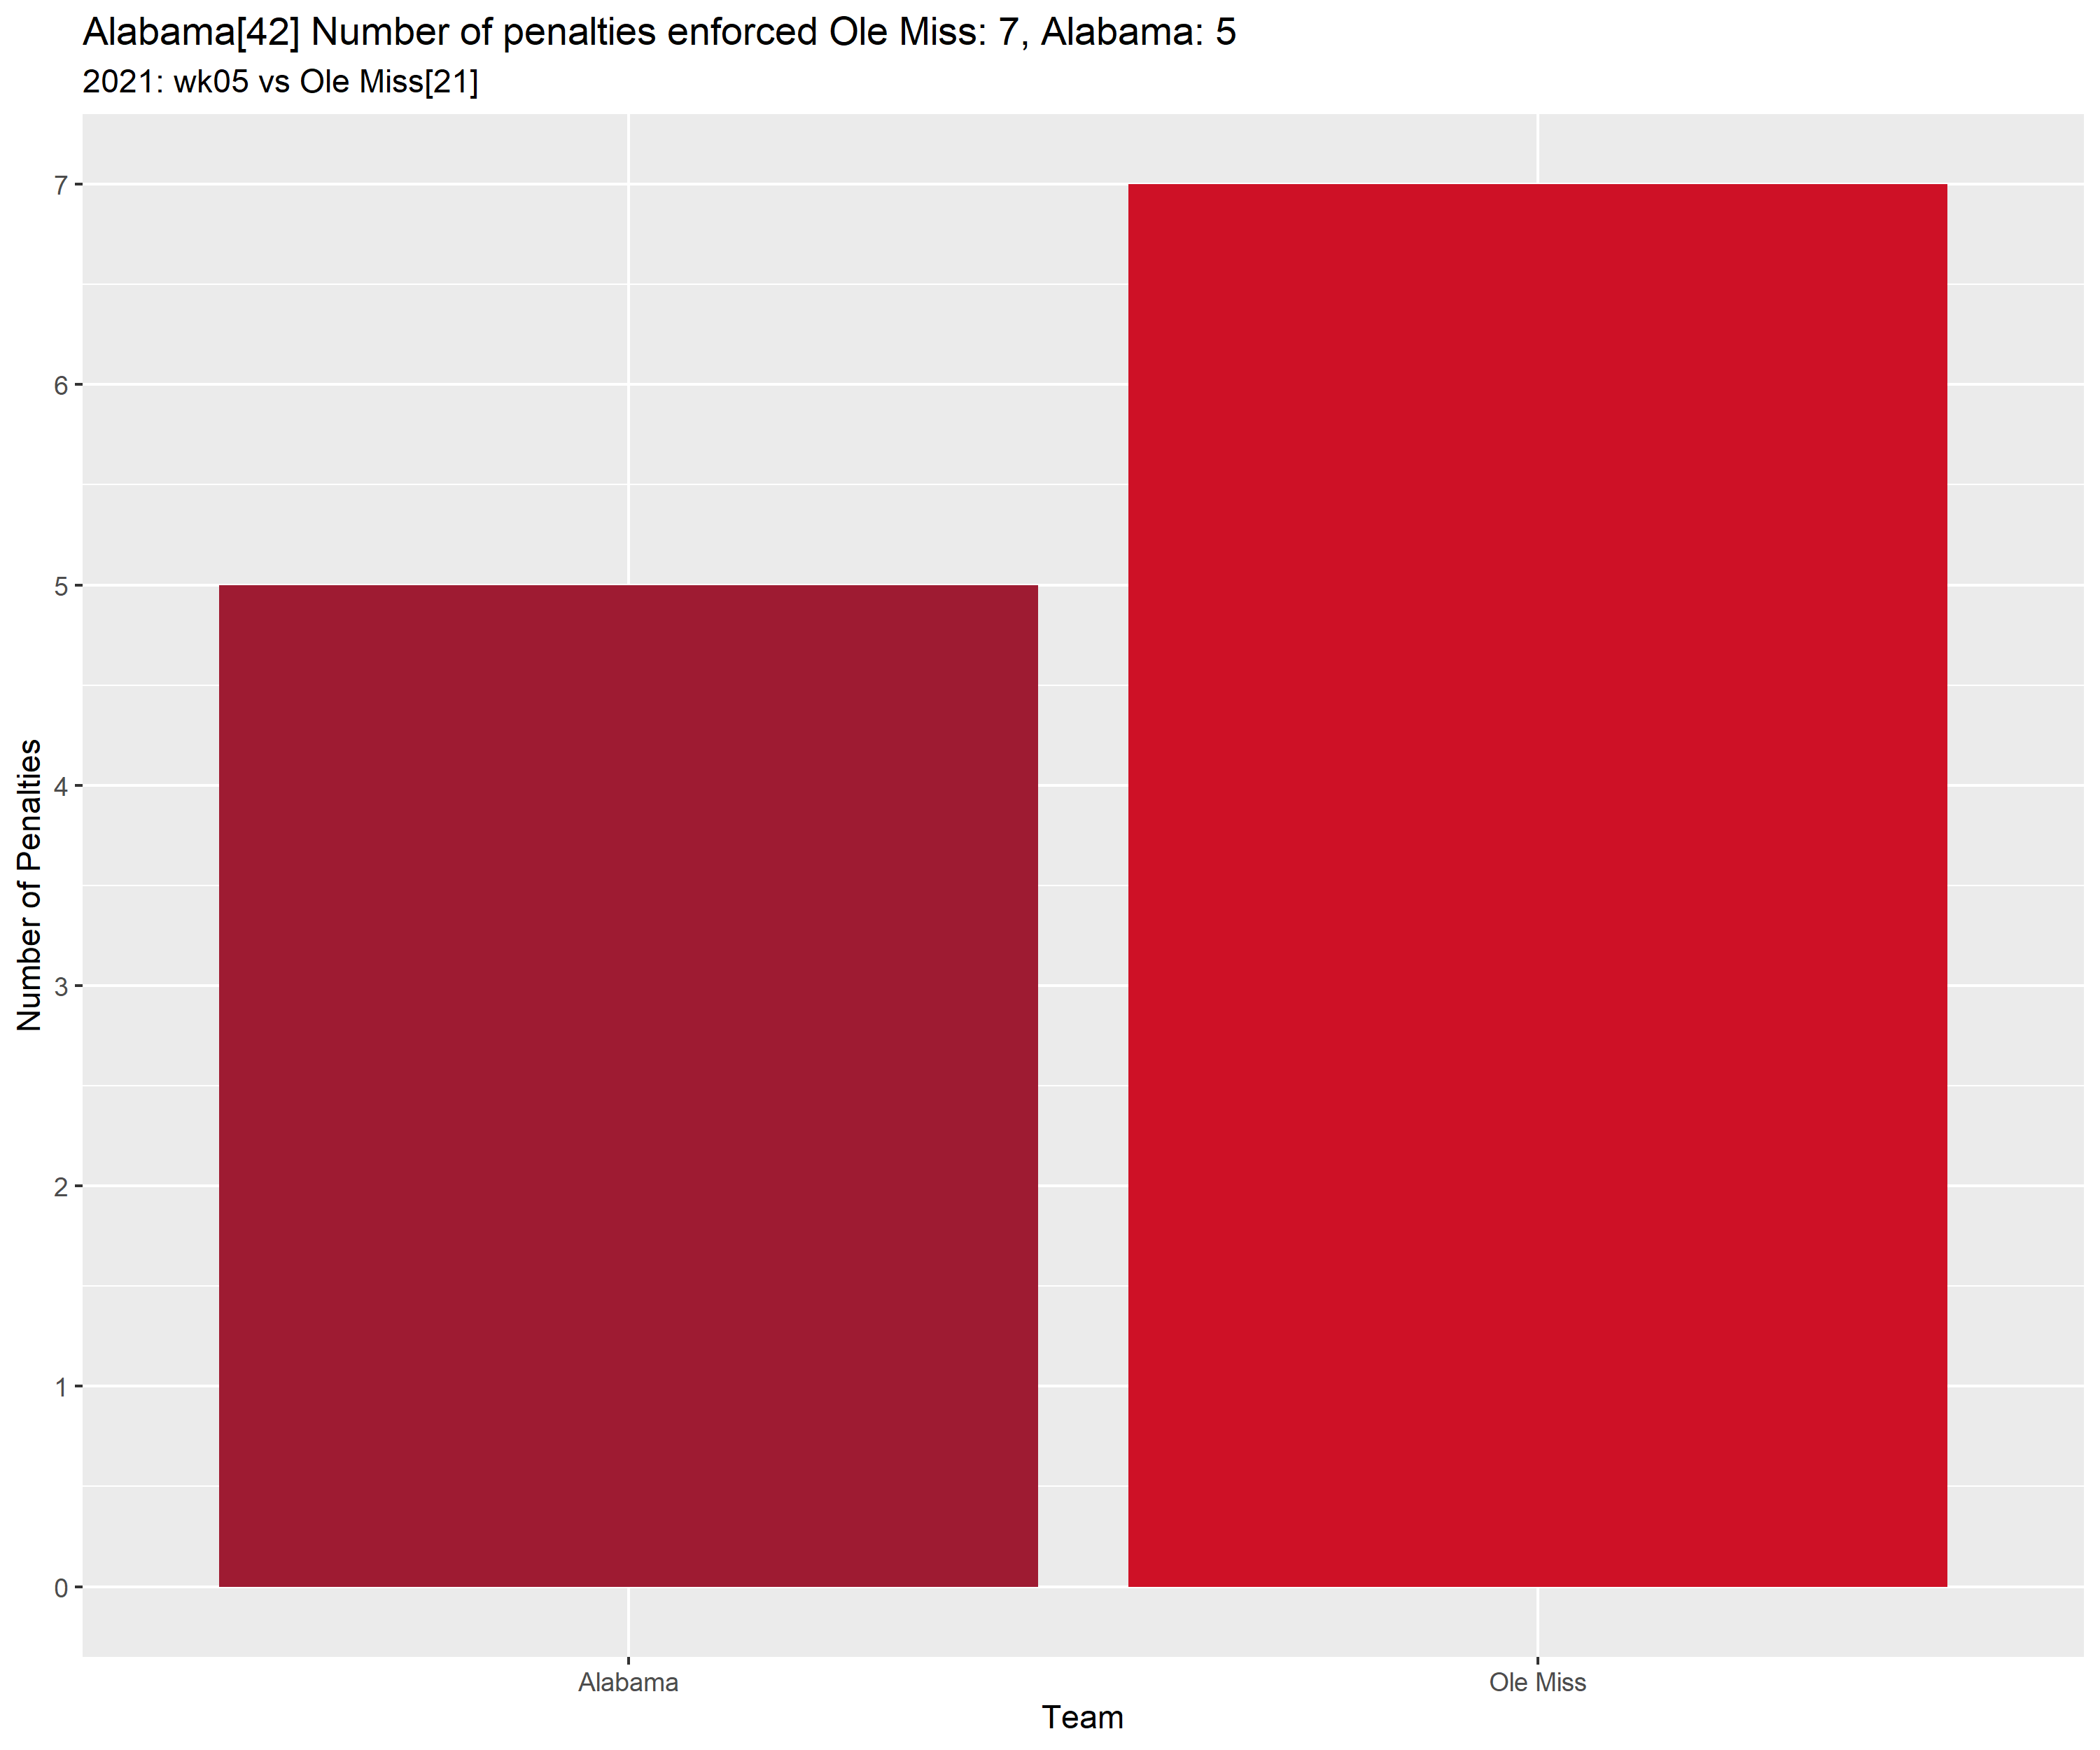 Alabama[42] Number of penalties enforced Ole Miss: 7, Alabama: 5
2021: wk05 vs Ole Miss[21]
Number of Penalties
7
6
5
4
3
2
1
0
Alabama
Ole Miss
Team